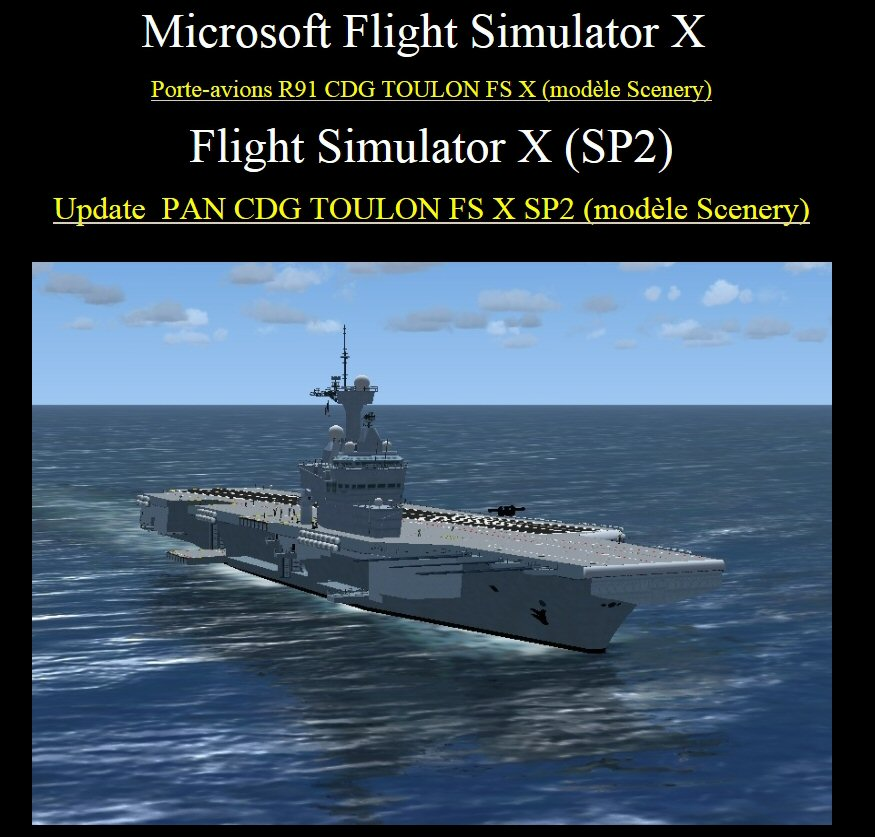 Microsoft Flight Simulator X
Porte-avions R91 CDG TOULON FS X (modèle Scenery)
Flight Simulator X (SP2)
Update  PAN CDG TOULON FS X SP2 (modèle Scenery)